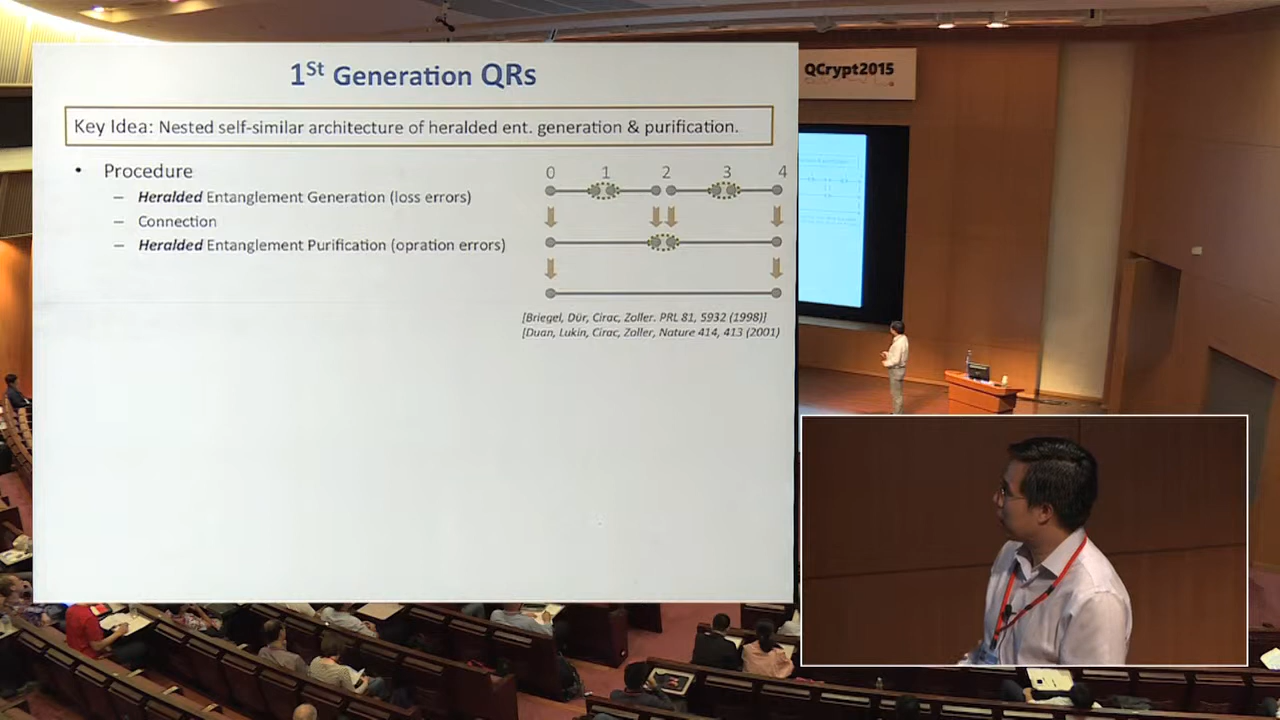 1St Generation QRs
QCrypt2015
Key Idea: Nested self-similar architecture of heralded ent. generation & purification.
• Procedure
– Heralded Entanglement Generation (loss errors)
– Connection
– Heralded Entanglement Purification (opration errors)
0 1 2 3 4
[Briegel, Dür, Cirac, Zoller. PRL 81, 5932 (1998)]
[Duan, Lukin, Cirac, Zoller, Nature 414, 413 (2001)